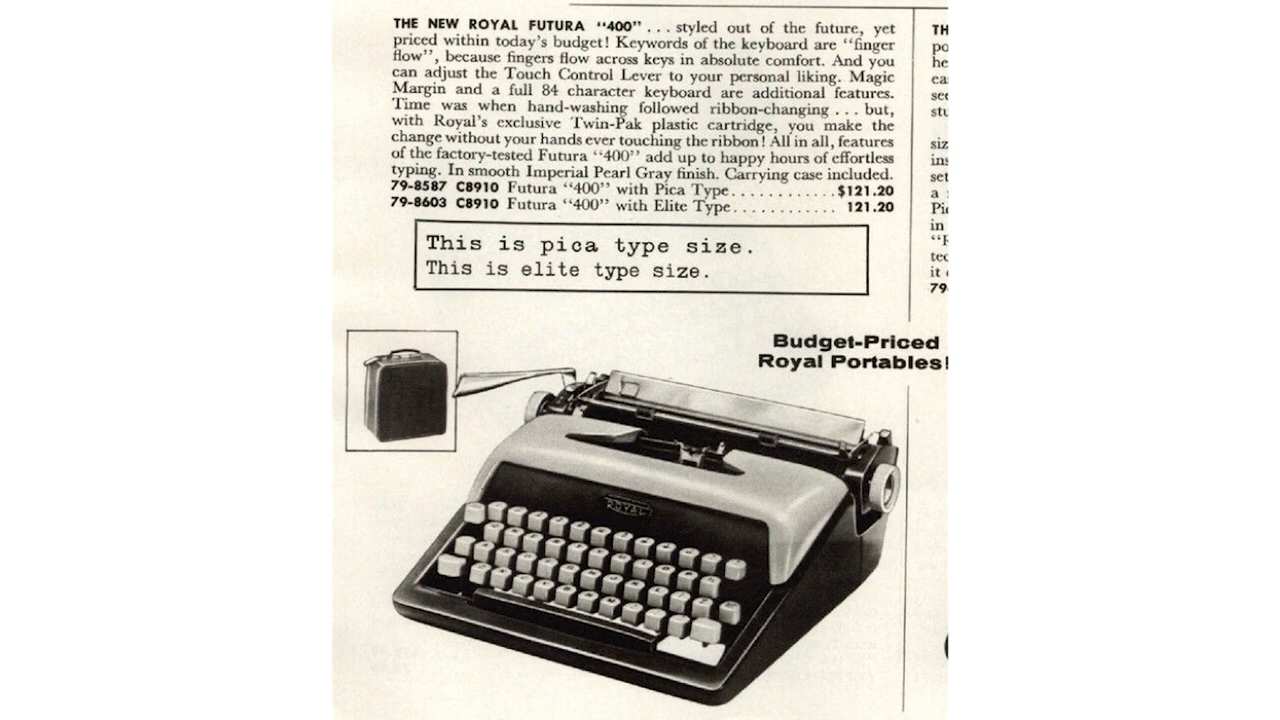 THE NEW ROYAL FUTURA “400” . . . styled out of the future, yet
priced within today’s budget! Keywords of the keyboard are “finger
flow”, because fingers flow across keys in absolute comfort. And you
can adjust the Touch Control Lever to your personal liking. Magic
Margin and a full 84 character keyboard are additional features.
Time was when hand-washing followed ribbon-changing . . . but,
with Royal’s exclusive Twin-Pak plastic cartridge, you make the
change without your hands ever touching the ribbon! All in all, features
of the factory-tested Futura “400” add up to happy hours of effortless
typing. In smooth Imperial Pearl Gray finish. Carrying case included.
79-8587 C8910 Futura “400” with Pica Type............$121.20
79-8603 C8910 Futura “400” with Elite Type............ 121.20
This is pica type size.
This is elite type size.
Budget-Priced
Royal Portables!
ROYAL
79-